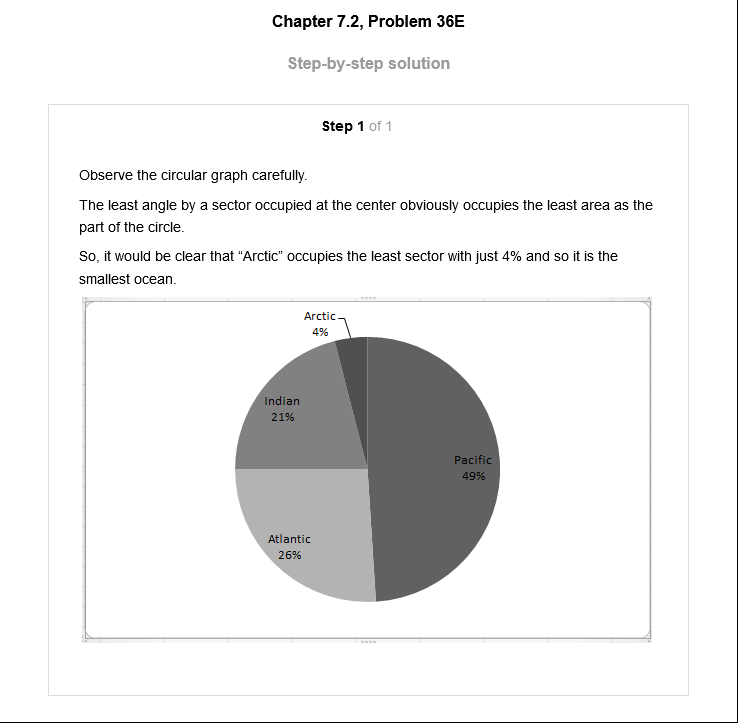 Chapter 7.2, Problem 36E
Step-by-step solution
Step 1 of 1
Observe the circular graph carefully.
The least angle by a sector occupied at the center obviously occupies the least area as the
part of the circle.
So, it would be clear that “Arctic” occupies the least sector with just 4% and so it is the
smallest ocean.
Arctic
4%
Indian
21%
Pacific
49%
Atlantic
26%